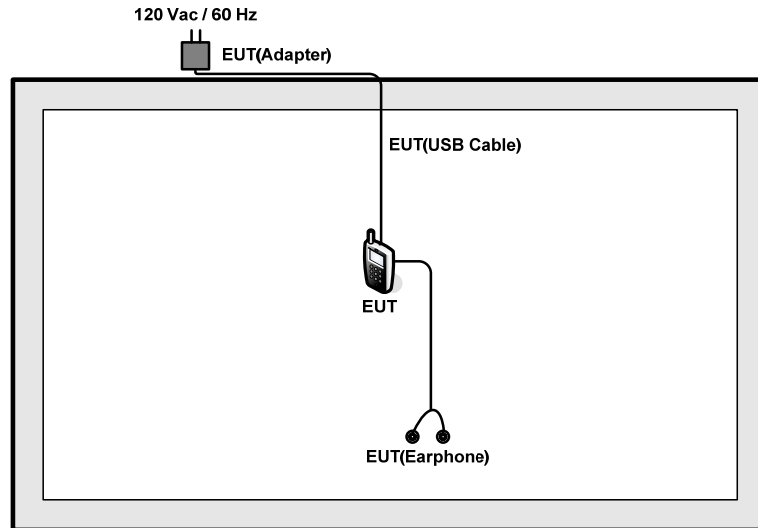 120 Vac / 60 Hz
EUT(Adapter)
EUT(USB Cable)
EUT
EUT(Earphone)